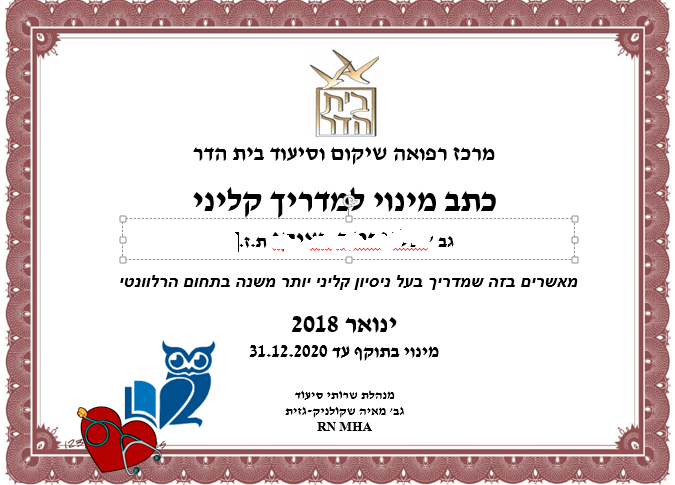 בית
הדר
מרכז רפואה שיקום וסיעוד בית הדר
כתב מינוי למדריך קליני
גב' ת.ז.
מאשרים בזה שמדריך בעל ניסיון קליני יותר משנה בתחום הרלוונטי
ינואר 2018
מינוי בתוקף עד 31.12.2020
מנהלת שרותי סיעוד
גב' מאיה שקולניק-גזית
RN MHA